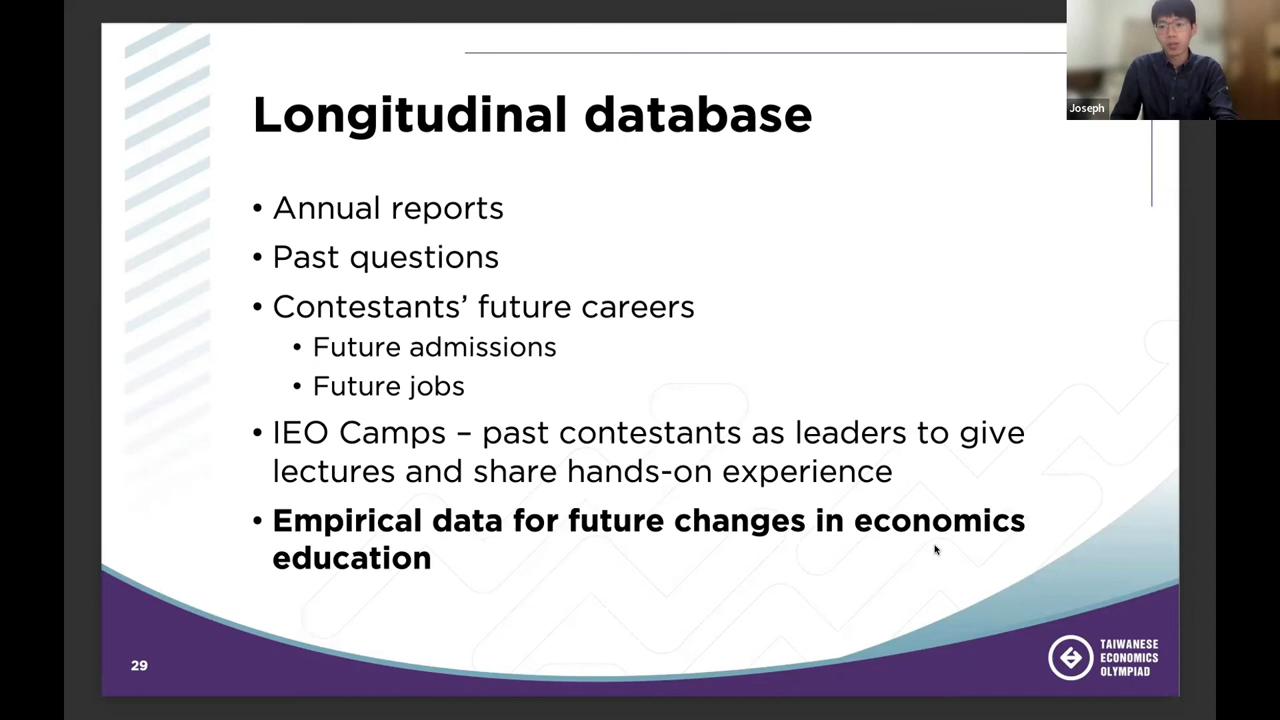 Joseph
Longitudinal database
• Annual reports
• Past questions
• Contestants’ future careers
• Future admissions
• Future jobs
• IEO Camps – past contestants as leaders to give
lectures and share hands-on experience
• Empirical data for future changes in economics
education
29
TAIWANESE
ECONOMICS
OLYMPIAD